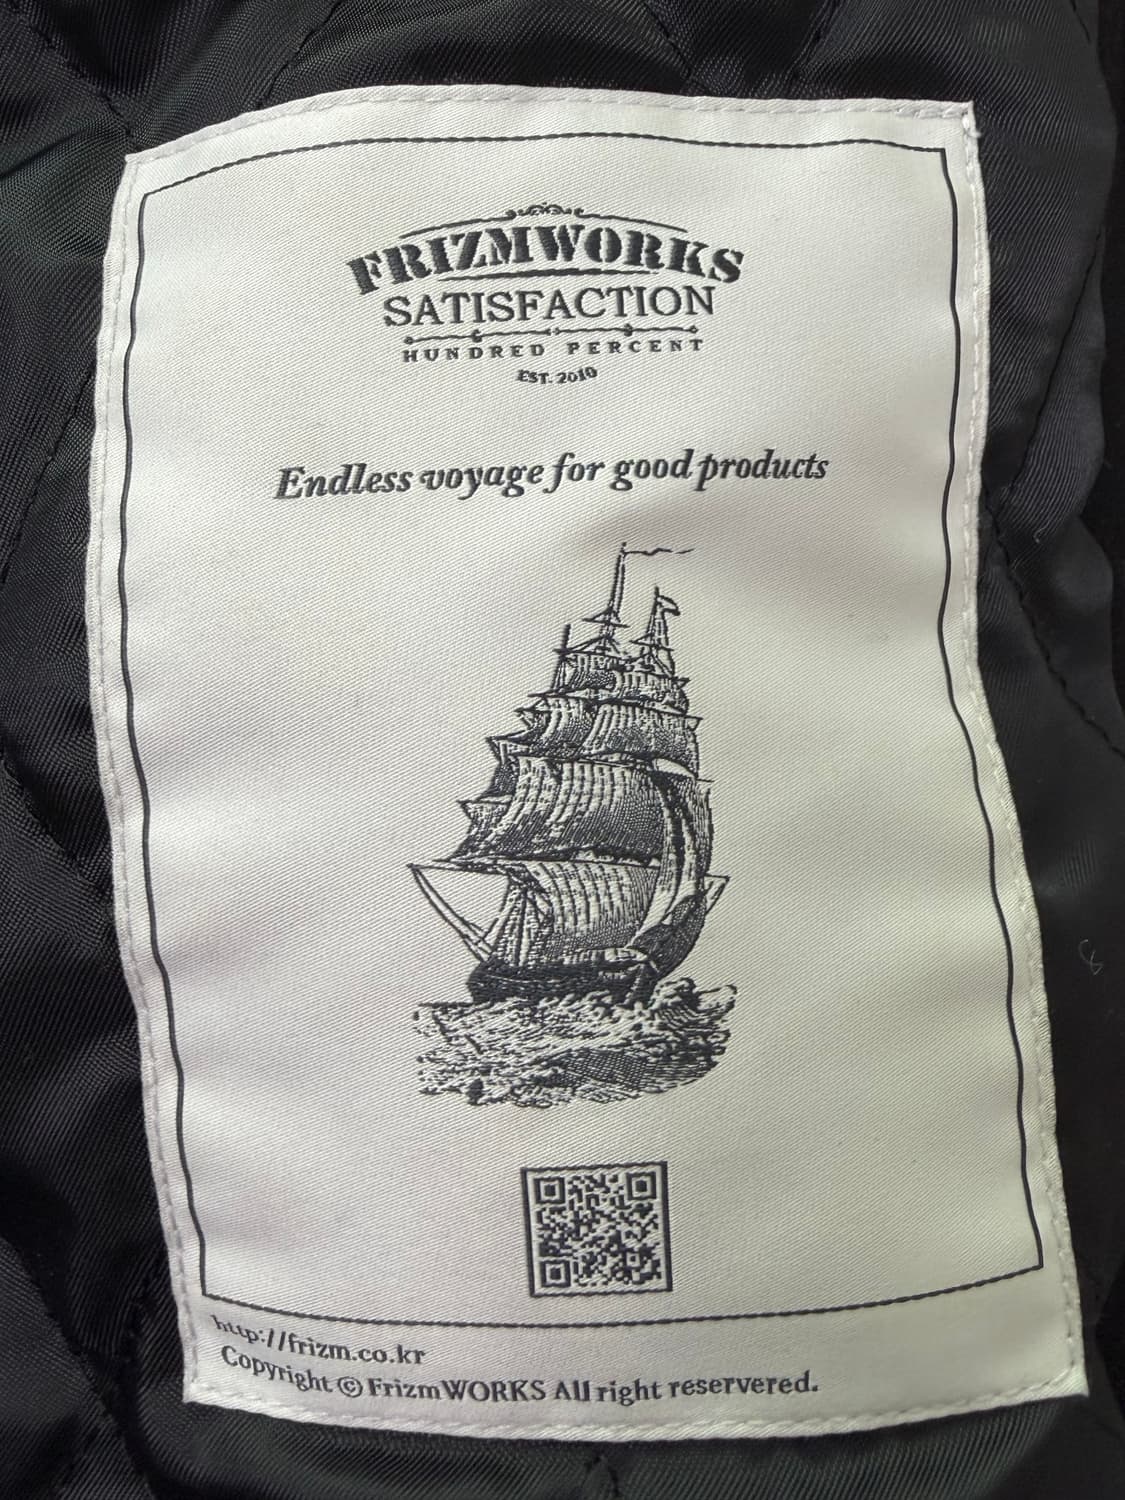 FRIZMWORKS
SATISFACTION
HUNDRED PERCENT
EST. 2010
Endless voyage for good products
http://frizm.co.kr
Copyright © FrizmWORKS All right reservered.